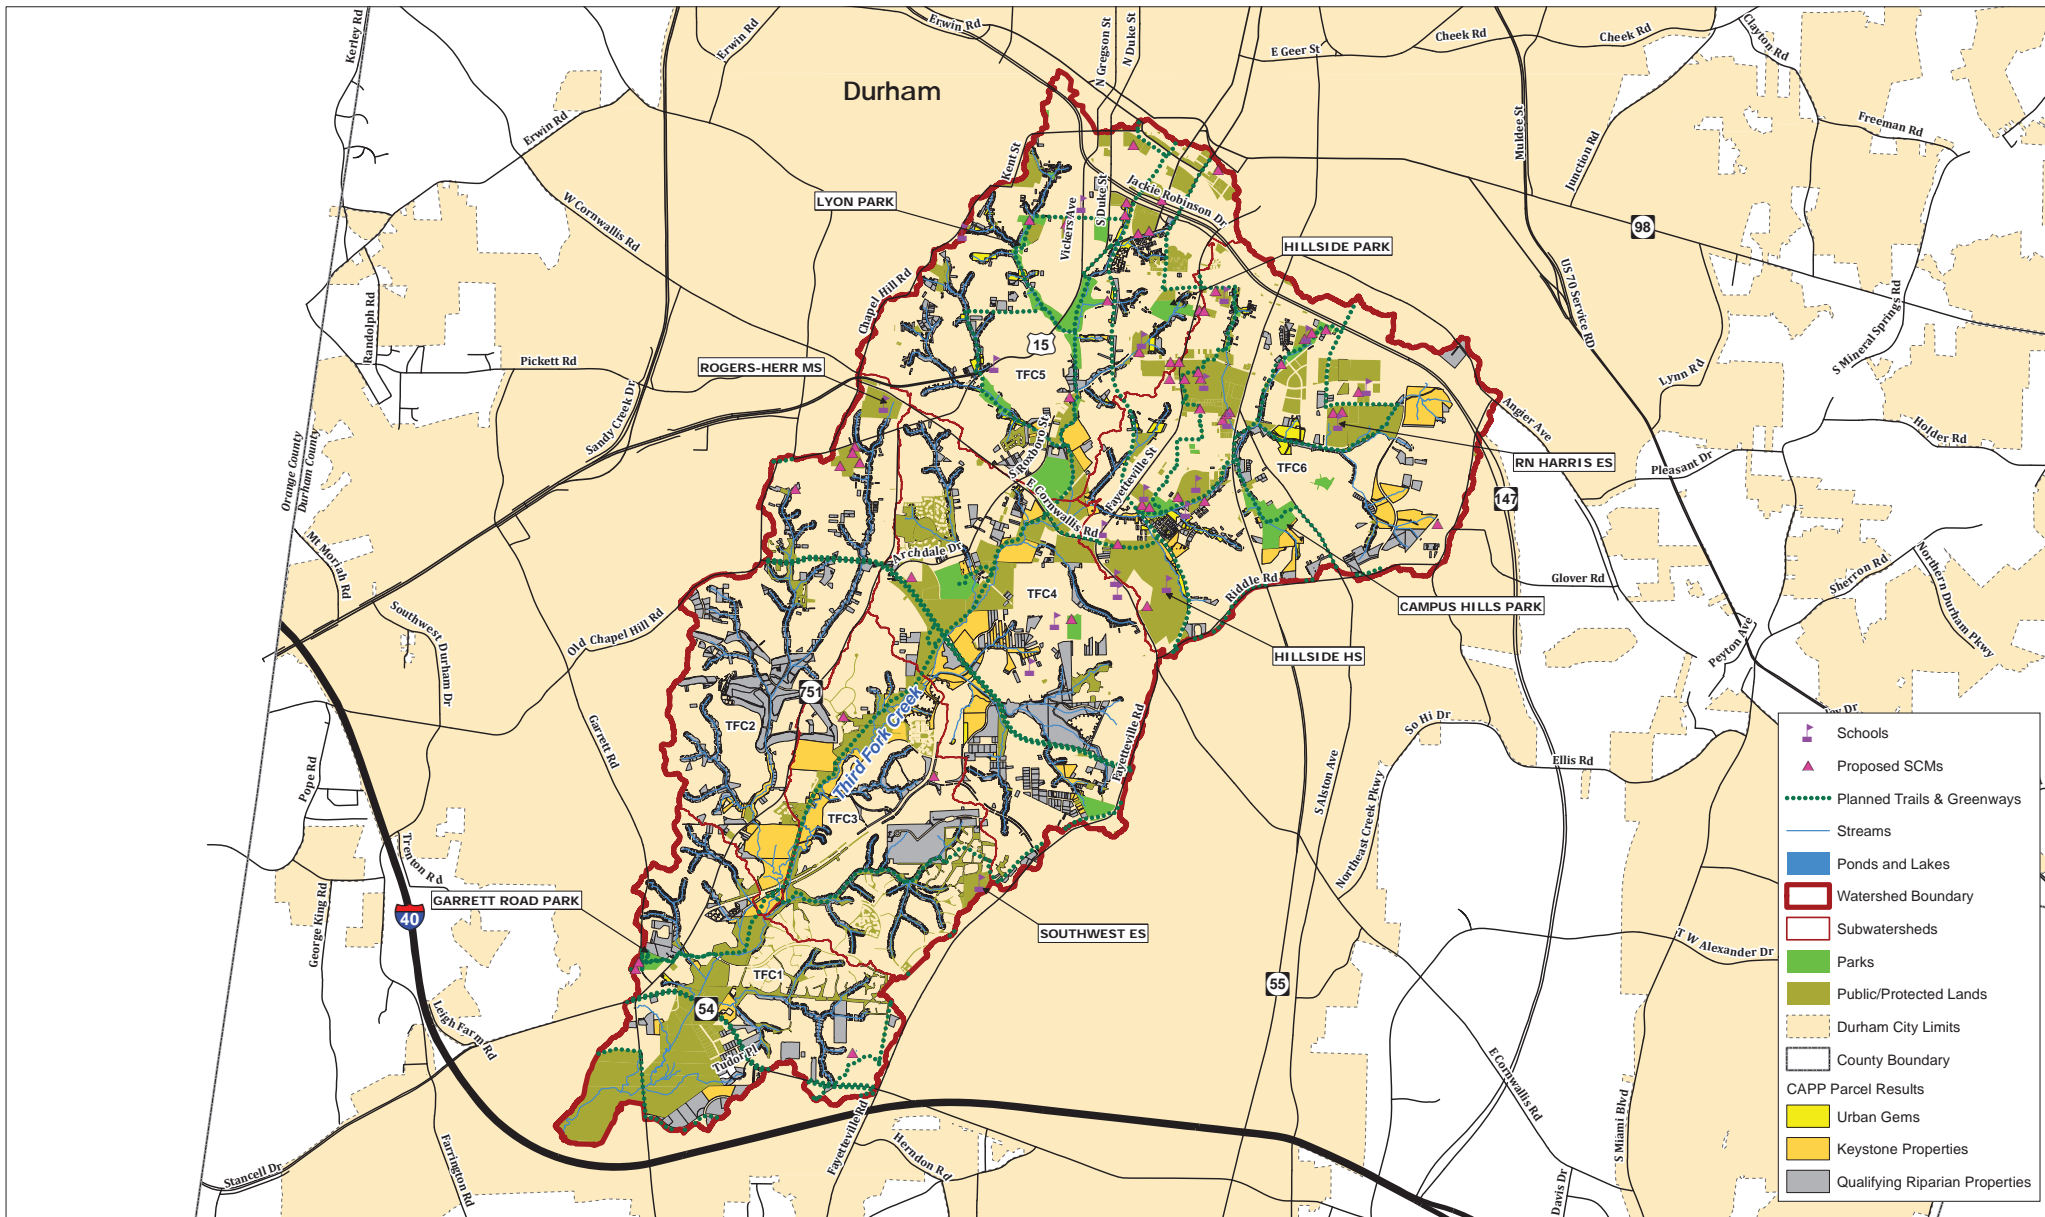 Kerley Rd
Erwin Rd
Erwin Rd
N Gregson St
N Duke St
E Geer St
Cheek Rd
Cheek Rd
Clayton Rd
Durham
Erwin Rd
Kent St
Muldee St
Junction Rd
Freeman Rd
LYON PARK
W Cornwallis Rd
Vickers Ave
S Duke St
Jackie Robinson Dr
HILLSIDE PARK
98
US 70 Service RD
Chapel Hill Rd
Randolph Rd
S Mineral Springs Rd
Pickett Rd
ROGERS-HERR MS
15
TFC5
Lynn Rd
Sandy Creek Dr
Angier Ave
Holder Rd
S Roxboro St
Fayetteville St
TFC6
RN HARRIS ES
Pleasant Dr
Orange County
Durham County
E Cornwallis Rd
147
Mt Moriah Rd
Archdale Dr
Riddle Rd
Glover Rd
Sherron Rd
Northern Durham Pkwy
Southwest Durham Dr
Old Chapel Hill Rd
TFC4
CAMPUS HILLS PARK
Peyton Ave
HILLSIDE HS
751
TFC2
Garrett Rd
Third Fork Creek
Fayetteville Rd
So Hi Dr
Ellis Rd
Pope Rd
S Alston Ave
Northeast Creek Pkwy
TFC3
Trenton Rd
George King Rd
GARRETT ROAD PARK
40
SOUTHWEST ES
T W Alexander Dr
TFC1
55
54
Leigh Farm Rd
Tudor Pl
E Cornwallis Rd
S Miami Blvd
Stancell Dr
Farrington Rd
Fayetteville Rd
Herndon Rd
Davis Dr
Schools
Proposed SCMs
Planned Trails & Greenways
Streams
Ponds and Lakes
Watershed Boundary
Subwatersheds
Parks
Public/Protected Lands
Durham City Limits
County Boundary
CAPP Parcel Results
Urban Gems
Keystone Properties
Qualifying Riparian Properties